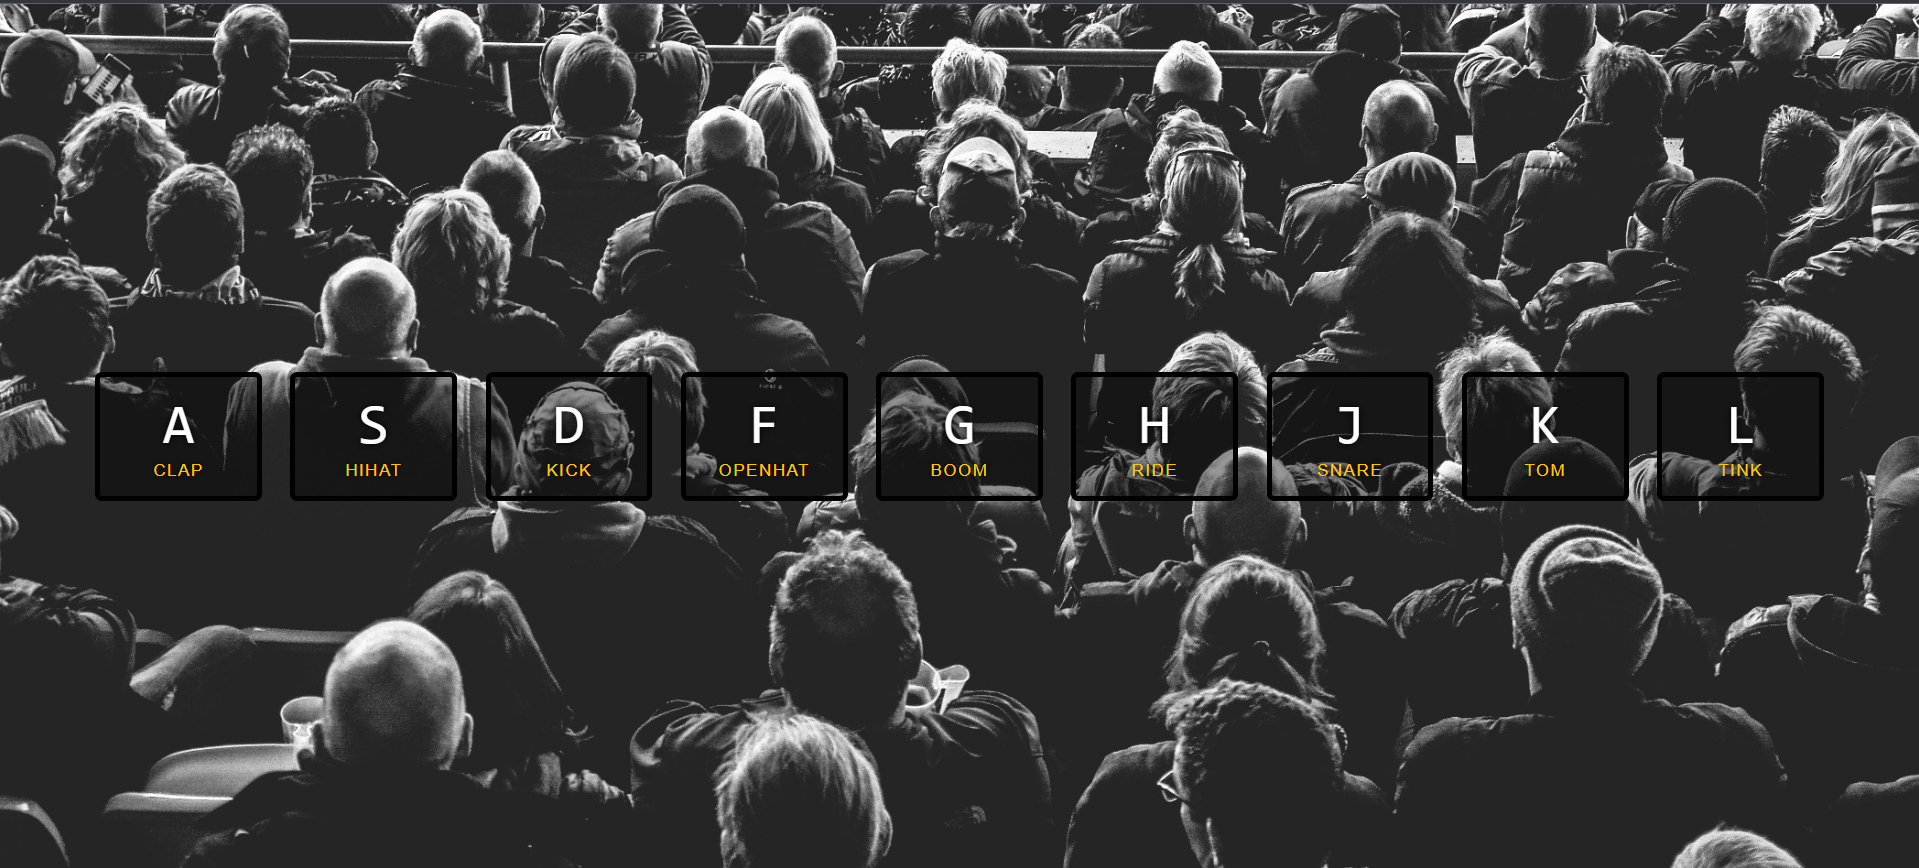 A S D F G H J K L
CLAP HIHAT KICK OPENHAT BOOM RIDE SNARE TOM TINK